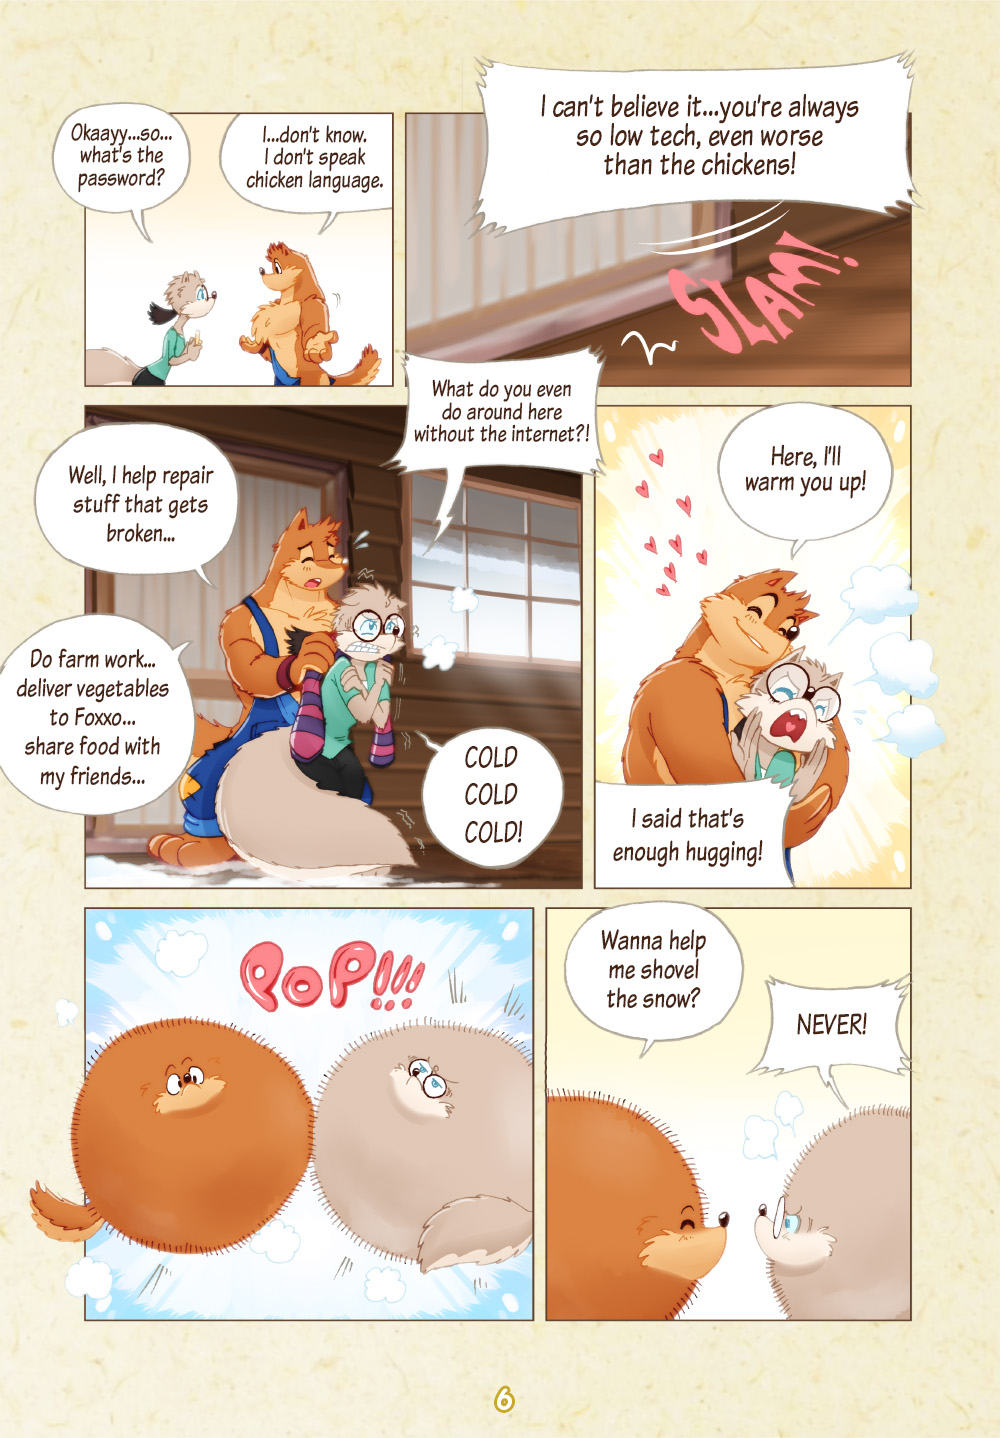 Okaayy...so...
what's the
password?
I...don't know.
I don't speak
chicken language.
I can't believe it...you're always
so low tech, even worse
than the chickens!
SLAM!
What do you even
do around here
without the internet?!
Well, I help repair
stuff that gets
broken...
Do farm work...
deliver vegetables
to Foxxo...
share food with
my friends...
COLD
COLD
COLD!
Here, I'll
warm you up!
I said that's
enough hugging!
POP!!!
Wanna help
me shovel
the snow?
NEVER!
6